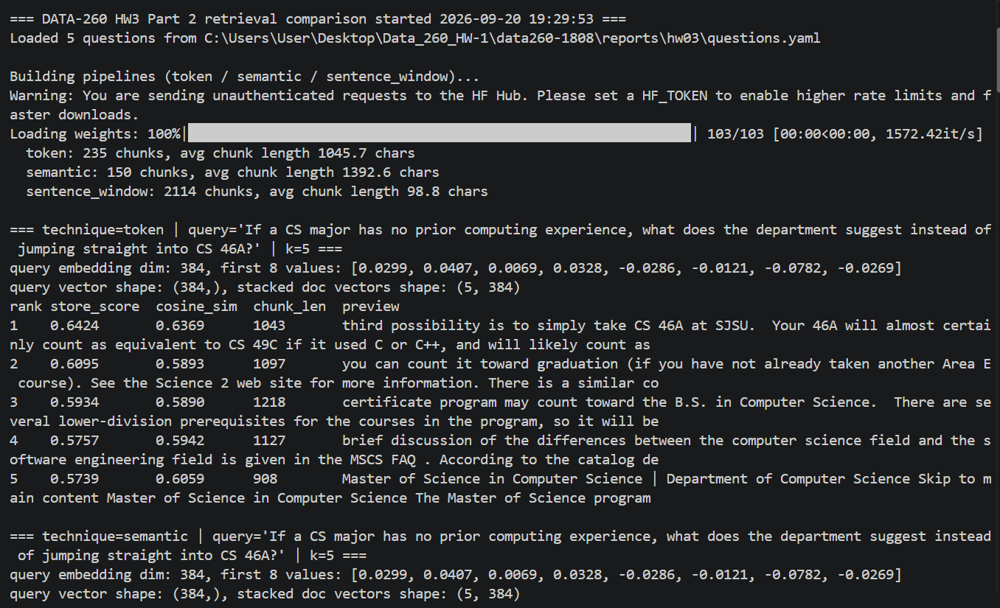 === DATA-260 HW3 Part 2 retrieval comparison started 2026-09-20 19:29:53 ===
Loaded 5 questions from C:\Users\User\Desktop\Data_260_HW-1\data260-1808\reports\hw03\questions.yaml

Building pipelines (token / semantic / sentence_window)...
Warning: You are sending unauthenticated requests to the HF Hub. Please set a HF_TOKEN to enable higher rate limits and f
aster downloads.
Loading weights: 100%|                    | 103/103 [00:00<00:00, 1572.42it/s]
  token: 235 chunks, avg chunk length 1045.7 chars
  semantic: 150 chunks, avg chunk length 1392.6 chars
  sentence_window: 2114 chunks, avg chunk length 98.8 chars

=== technique=token | query='If a CS major has no prior computing experience, what does the department suggest instead of
 jumping straight into CS 46A?' | k=5 ===
query embedding dim: 384, first 8 values: [0.0299, 0.0407, 0.0069, 0.0328, -0.0286, -0.0121, -0.0782, -0.0269]
query vector shape: (384,), stacked doc vectors shape: (5, 384)
rank store_score  cosine_sim  chunk_len  preview
1    0.6424       0.6369      1043       third possibility is to simply take CS 46A at SJSU.  Your 46A will almost certai
nly count as equivalent to CS 49C if it used C or C++, and will likely count as
2    0.6095       0.5893      1097       you can count it toward graduation (if you have not already taken another Area E
 course). See the Science 2 web site for more information. There is a similar co
3    0.5934       0.5890      1218       certificate program may count toward the B.S. in Computer Science.  There are se
veral lower-division prerequisites for the courses in the program, so it will be
4    0.5757       0.5942      1127       brief discussion of the differences between the computer science field and the s
oftware engineering field is given in the MSCS FAQ . According to the catalog de
5    0.5739       0.6059      908        Master of Science in Computer Science | Department of Computer Science Skip to m
ain content Master of Science in Computer Science The Master of Science program

=== technique=semantic | query='If a CS major has no prior computing experience, what does the department suggest instead
 of jumping straight into CS 46A?' | k=5 ===
query embedding dim: 384, first 8 values: [0.0299, 0.0407, 0.0069, 0.0328, -0.0286, -0.0121, -0.0782, -0.0269]
query vector shape: (384,), stacked doc vectors shape: (5, 384)